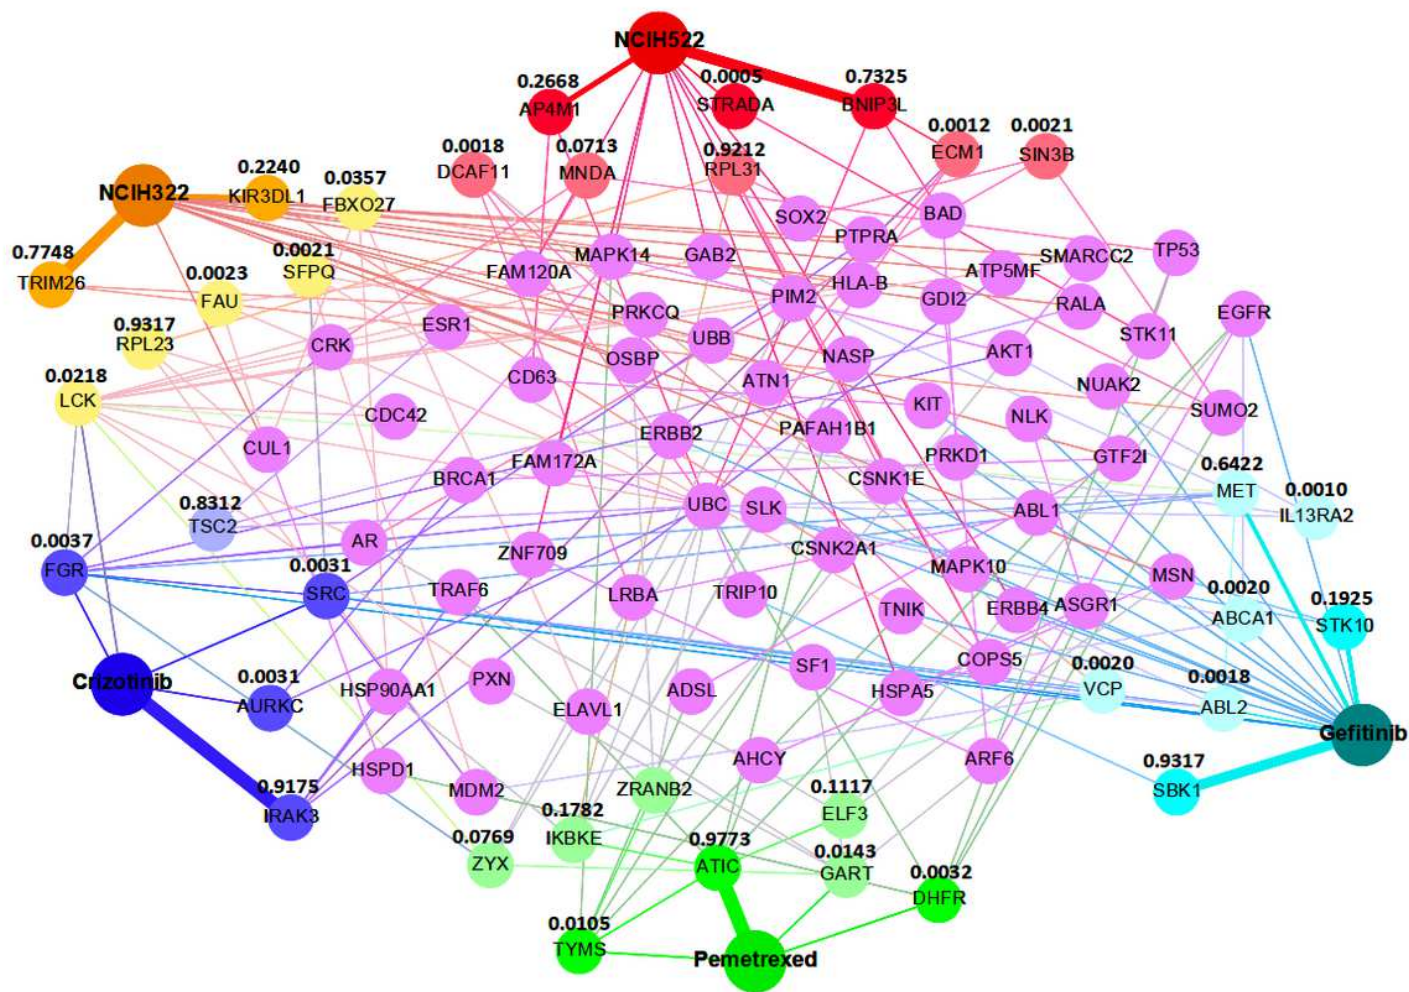 NCIH522
0.2668
AP4M1
0.0005
STRADA
0.7325
BNIP3L
0.0018
DCAF11
0.0713
MNDA
0.9212
RPL31
0.0012
ECM1
0.0021
SIN3B
NCIH322
0.2240
KIR3DL1
0.0357
FBXO27
0.7748
TRIM26
0.0023
FAU
0.0021
SFPQ
0.9317
RPL23
0.0218
LCK
SOX2
BAD
PTPRA
TP53
MAPK14
GAB2
SMARCC2
FAM120A
ATP5MF
HLA-B
PIM2
GDI2
RALA
PRKCQ
EGFR
ESR1
UBB
STK11
CRK
OSBP
NASP
AKT1
CD63
ATN1
NUAK2
KIT
NLK
SUMO2
CDC42
PAFAH1B1
ERBB2
CUL1
FAM172A
BRCA1
PRKD1
GTF2I
CSNK1E
0.6422
MET
0.0010
IL13RA2
UBC
SLK
ABL1
0.8312
TSC2
AR
ZNF709
CSNK2A1
0.0037
FGR
0.0031
SRC
MAPK10
MSN
TRAF6
LRBA
TRIP10
TNIK
ERBB4
ASGR1
0.0020
ABCA1
0.1925
STK10
Crizotinib
0.0031
AURKC
HSP90AA1
PXN
ELAVL1
ADSL
SF1
HSPA5
COPS5
0.0020
VCP
0.0018
ABL2
Gefitinib
0.9317
SBK1
0.9175
IRAK3
HSPD1
MDM2
ZRANB2
AHCY
ARF6
0.0769
ZYX
0.1782
IKBKE
0.9773
ATIC
0.1117
ELF3
0.0143
GART
0.0032
DHFR
0.0105
TYMS
Pemetrexed